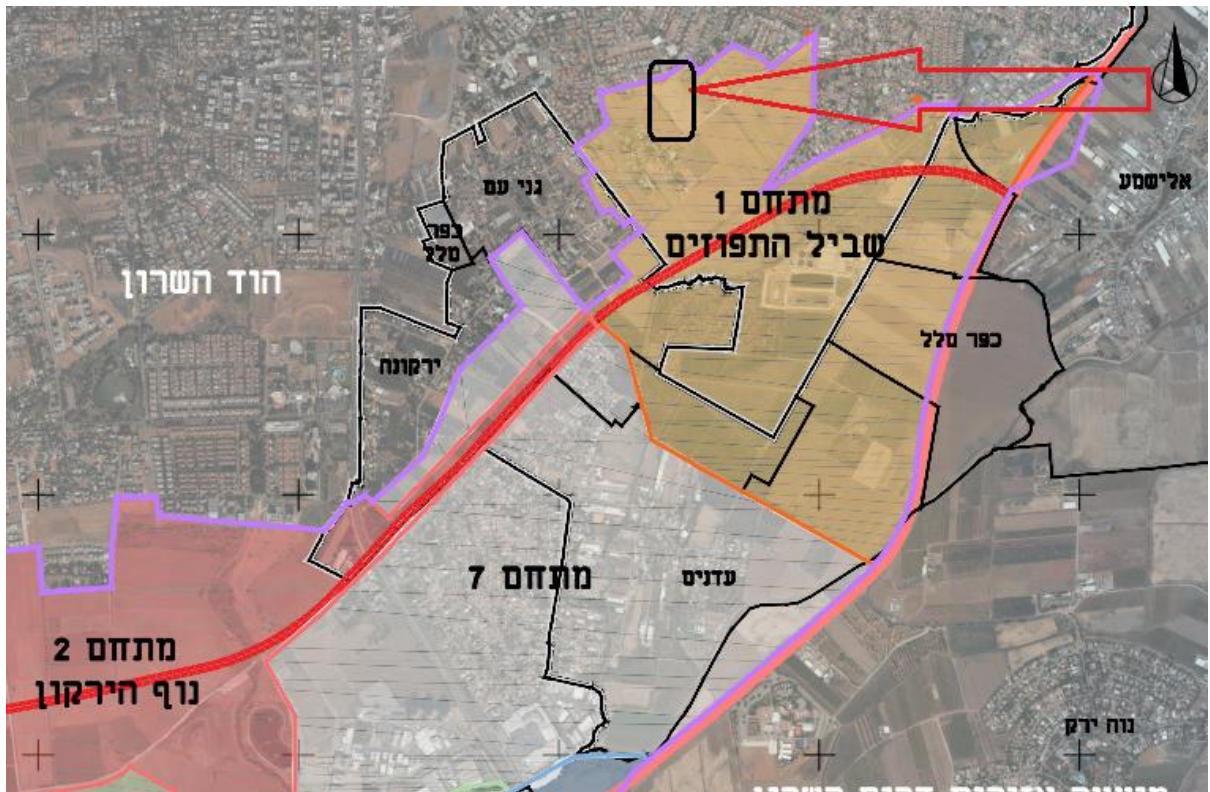 אלישמע
גני עם
מתחם 1
שביל התפוזים
כפר
מלל
הוד השרון
כפר מלל
ירקונה
מתחם 7
עדנים
מתחם 2
נוף הירקון
נוה ירק